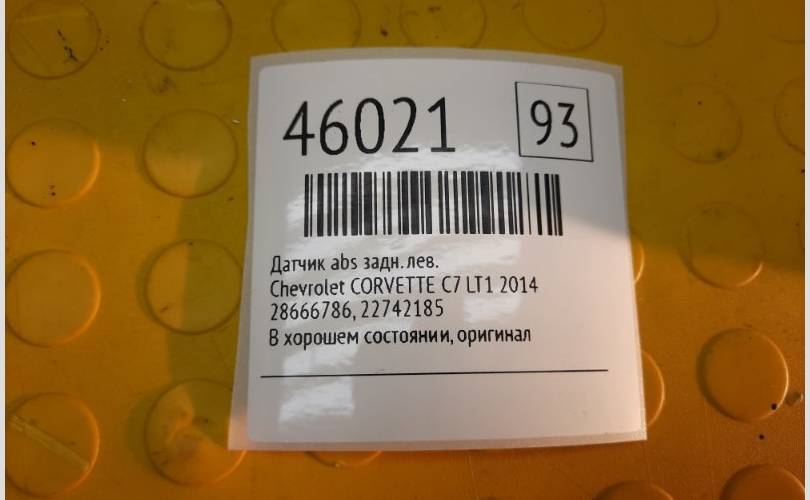 46021
93
Датчик abs задн.лев.
Chevrolet CORVETTE C7 LT1 2014
28666786, 22742185
В хорошем состоянии, оригинал